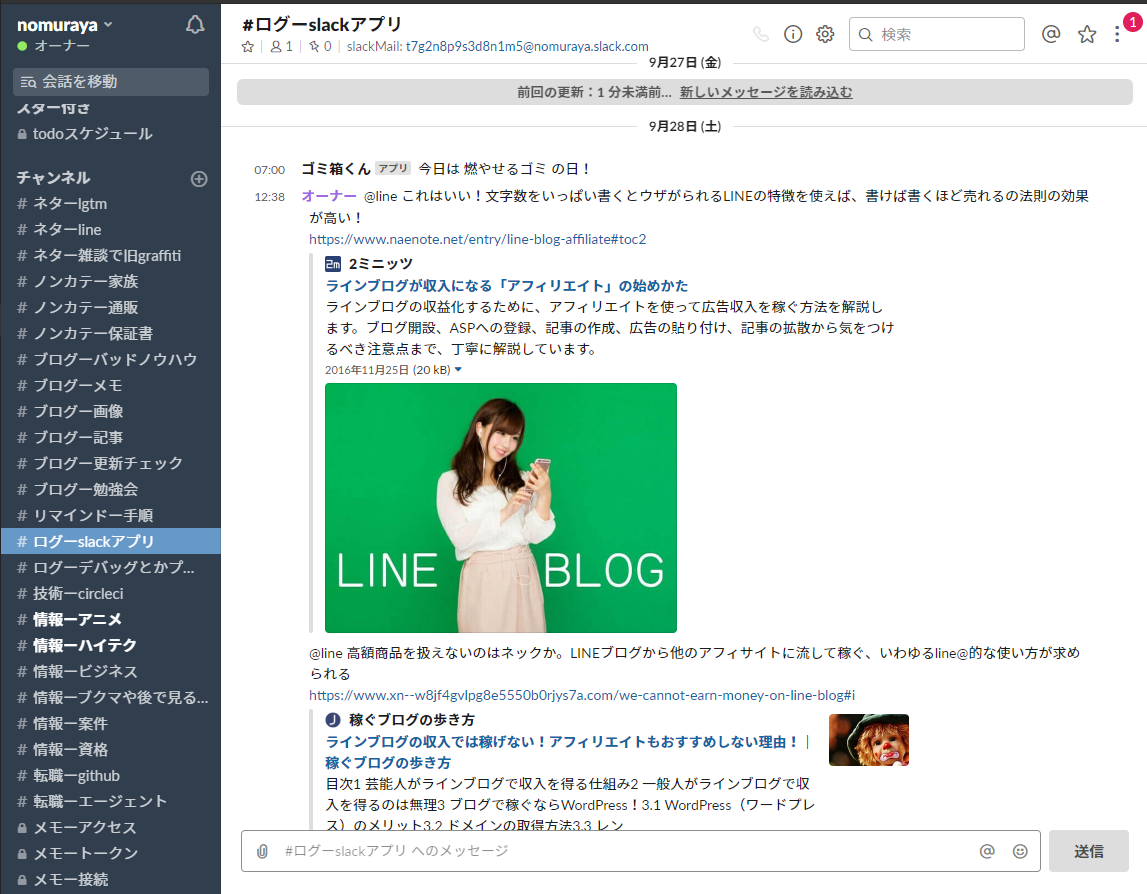 nomuraya
オーナー
会話を移動
スター付き
todoスケジュール
チャンネル
# ネターlgtm
# ネターline
# ネター雑談で旧graffiti
# ノンカテー家族
# ノンカテー通販
# ノンカテー保証書
# ブログーバッドノウハウ
# ブログーメモ
# ブログー画像
# ブログー記事
# ブログー更新チェック
# ブログー勉強会
# リマインドー手順
# ログーslackアプリ
# ログーデバッグとかプ...
# 技術ーcircleci
# 情報ーアニメ
# 情報ーハイテク
# 情報ービジネス
# 情報ーブクマや後で見る...
# 情報ー案件
# 情報ー資格
# 転職ーgithub
# 転職ーエージェント
メモーアクセス
メモートークン
メモー接続
#ログーslackアプリ
1 | 0 | slackMail: t7g2n8p9s3d8n1m5@nomuraya.slack.com
検索
1
9月27日 (金)
前回の更新：1 分未満前... 新しいメッセージを読み込む
9月28日 (土)
07:00 ゴミ箱くん アプリ 今日は 燃やせるゴミ の日！
12:38 オーナー @line これはいい！文字数をいっぱい書くとウザがられるLINEの特徴を使えば、書けば書くほど売れるの法則の効果
が高い！
https://www.naenote.net/entry/line-blog-affiliate#toc2
2m 2ミニッツ
ラインブログが収入になる「アフィリエイト」の始めかた
ラインブログの収益化するために、アフィリエイトを使って広告収入を稼ぐ方法を解説し
ます。ブログ開設、ASPへの登録、記事の作成、広告の貼り付け、記事の拡散から気をつけ
るべき注意点まで、丁寧に解説しています。
2016年11月25日 (20 kB)
LINE BLOG
@line 高額商品を扱えないのはネックか。LINEブログから他のアフィサイトに流して稼ぐ、いわゆるline@的な使い方が求め
られる
https://www.xn--w8jf4gvlpg8e5550b0rjys7a.com/we-cannot-earn-money-on-line-blog#i
J 稼ぐブログの歩き方
ラインブログの収入では稼げない！アフィリエイトもおすすめしない理由！ |
稼ぐブログの歩き方
目次1 芸能人がラインブログで収入を得る仕組み2 一般人がラインブログで収
入を得るのは無理3 ブログで稼ぐならWordPress！3.1 WordPress（ワードプレ
ス）のメリット3.2 ドメインの取得方法3.3 レン
#ログーslackアプリ へのメッセージ
送信